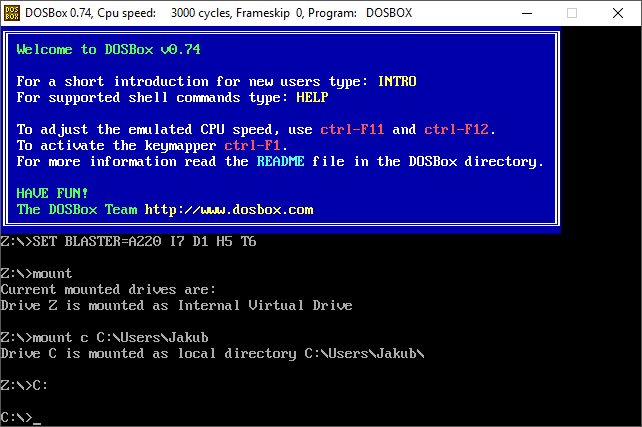 DOS BOX DOSBox 0.74, Cpu speed: 3000 cycles, Frameskip 0, Program: DOSBOX
Welcome to DOSBox v0.74
For a short introduction for new users type: INTRO
For supported shell commands type: HELP
To adjust the emulated CPU speed, use ctrl-F11 and ctrl-F12.
To activate the keymapper ctrl-F1.
For more information read the README file in the DOSBox directory.
HAVE FUN!
The DOSBox Team http://www.dosbox.com
Z:\>SET BLASTER=A220 I7 D1 H5 T6
Z:\>mount
Current mounted drives are:
Drive Z is mounted as Internal Virtual Drive
Z:\>mount c C:\Users\Jakub
Drive C is mounted as local directory C:\Users\Jakub\
Z:\>C:
C:\>_